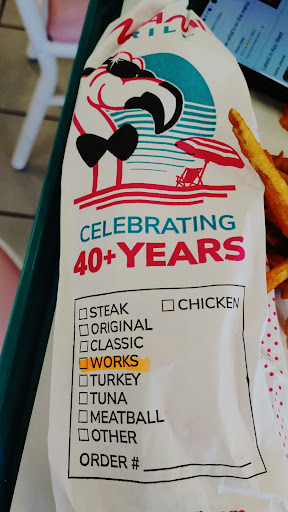 CELEBRATING
40+ YEARS
STEAK CHICKEN
ORIGINAL
CLASSIC
WORKS
TURKEY
TUNA
MEATBALL
OTHER
ORDER #